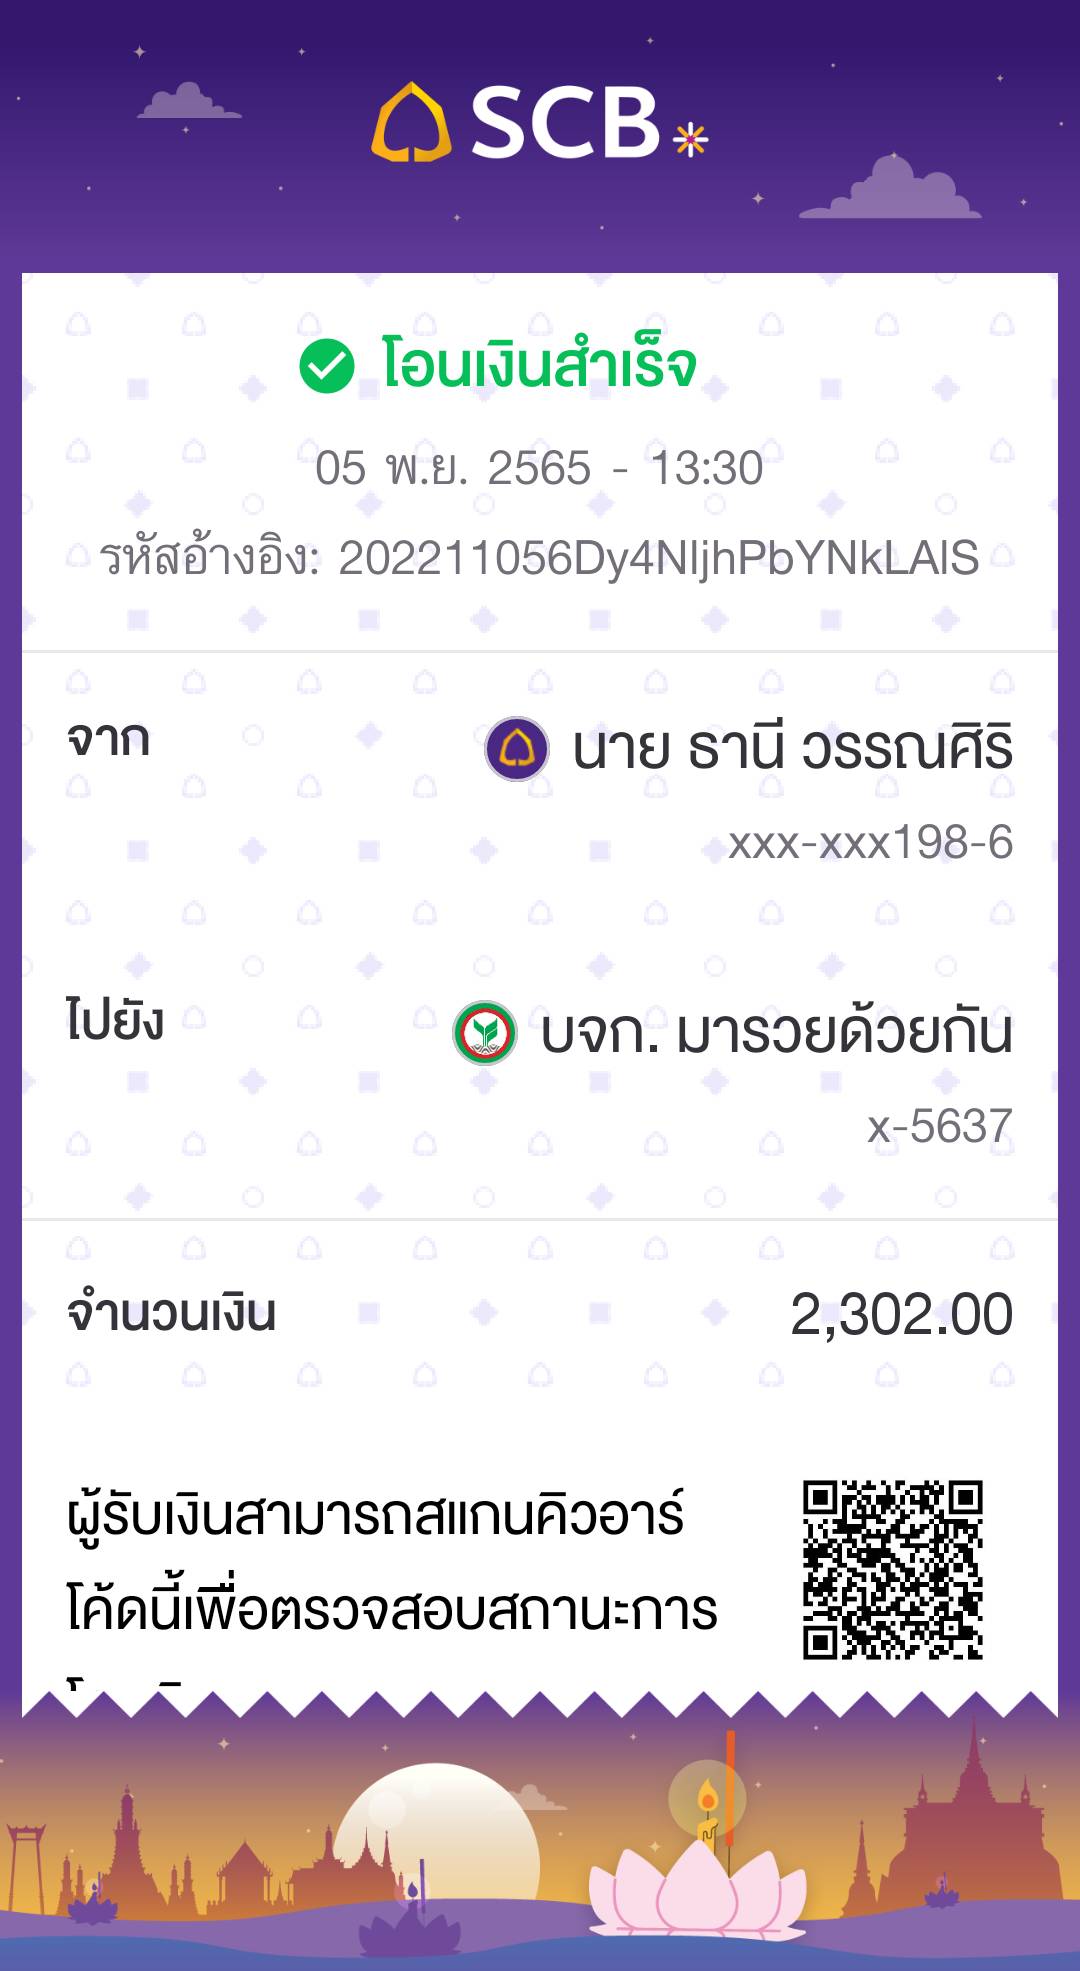 SCB
โอนเงินสำเร็จ
05 พ.ย. 2565 - 13:30
รหัสอ้างอิง: 202211056Dy4NljhPbYNkLAlS
จาก
นาย ธานี วรรณศิริ
xxx-xxx198-6
ไปยัง
บจก. มารวยด้วยกัน
x-5637
จำนวนเงิน 2,302.00
ผู้รับเงินสามารถสแกนคิวอาร์
โค้ดนี้เพื่อตรวจสอบสถานะการ